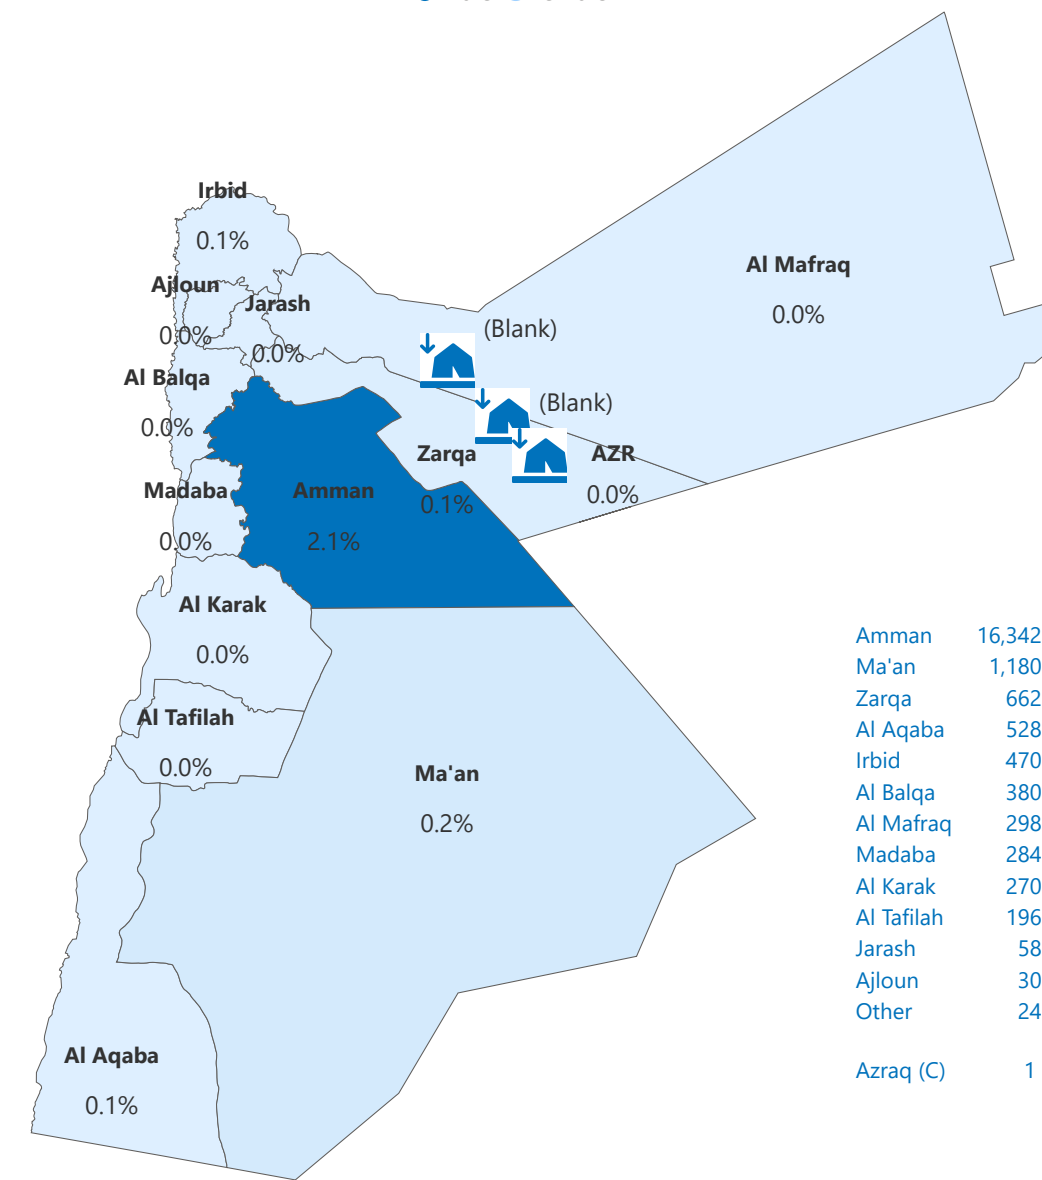 Irbid
0.1%
Al Mafraq
0.0%
Ajloun
0.0%
Jarash
0.0%
(Blank)
Al Balqa
0.0%
(Blank)
Zarqa
0.1%
AZR
0.0%
Madaba
0.0%
Amman
2.1%
Al Karak
0.0%
Al Tafilah
0.0%
Ma'an
0.2%
Al Aqaba
0.1%
Amman 16,342
Ma'an 1,180
Zarqa 662
Al Aqaba 528
Irbid 470
Al Balqa 380
Al Mafraq 298
Madaba 284
Al Karak 270
Al Tafilah 196
Jarash 58
Ajloun 30
Other 24
Azraq (C) 1